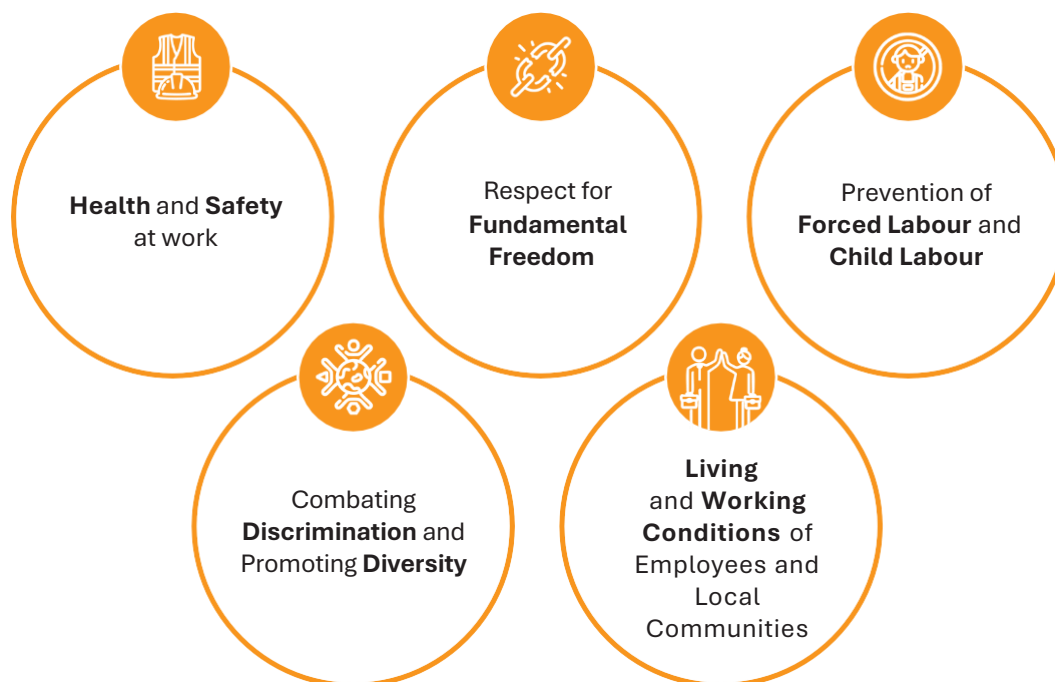 Health and Safety
at work
Respect for
Fundamental
Freedom
Prevention of
Forced Labour and
Child Labour
Combating
Discrimination and
Promoting Diversity
Living
and Working
Conditions of
Employees and
Local
Communities